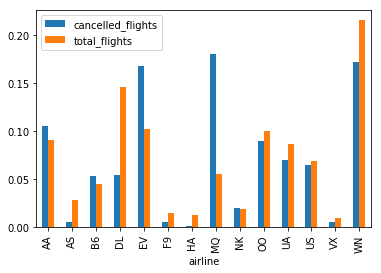 cancelled_flights
total_flights
0.20
0.15
0.10
0.05
0.00
AA
AS
B6
DL
EV
F9
HA
MQ
NK
OO
UA
US
VX
WN
airline